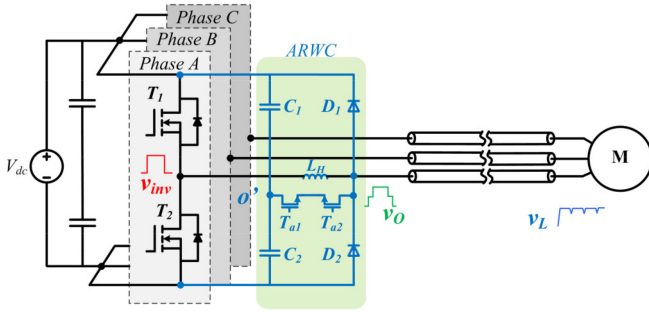 Phase C
Phase B
Phase A
ARWC
T1
C1
D1
Vdc
vinv
LH
M
o'
Ta1
Ta2
vO
vL
T2
C2
D2